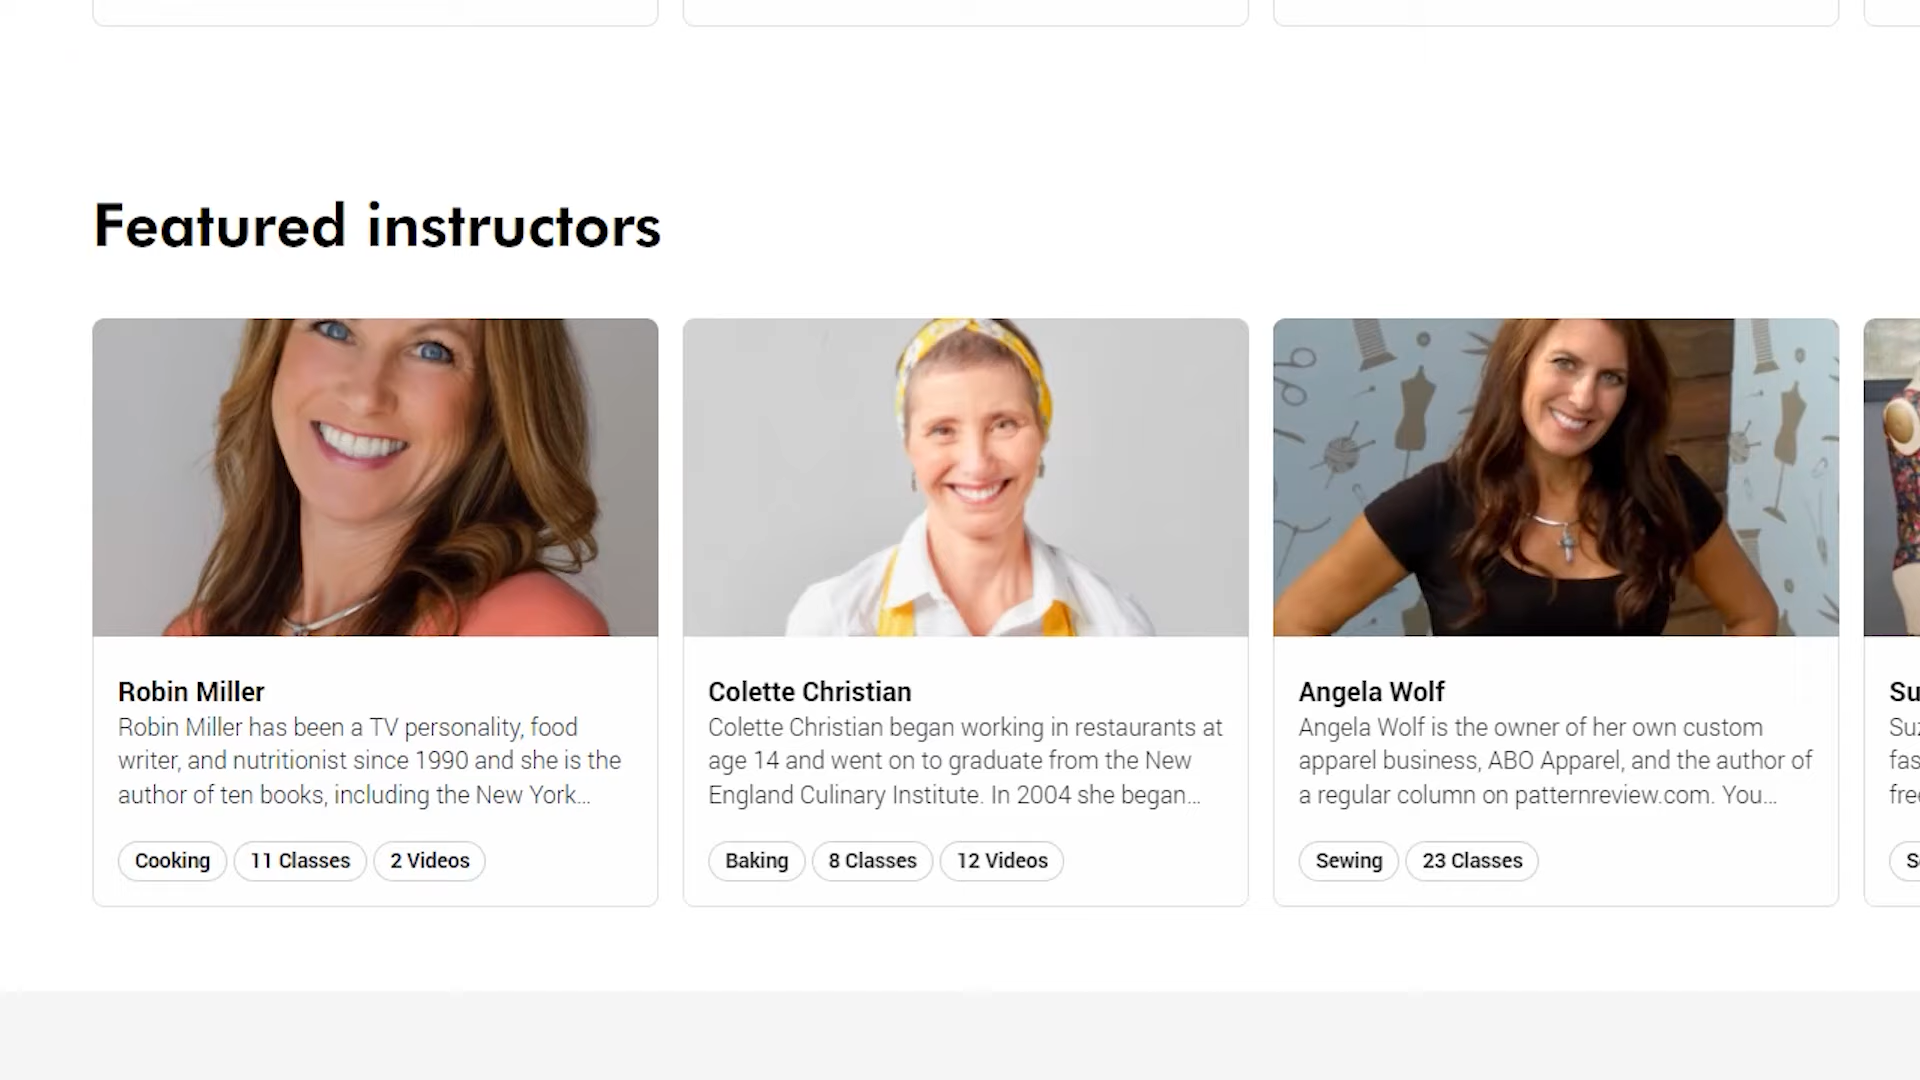 Featured instructors
Robin Miller
Robin Miller has been a TV personality, food
writer, and nutritionist since 1990 and she is the
author of ten books, including the New York...
Cooking
11 Classes
2 Videos
Colette Christian
Colette Christian began working in restaurants at
age 14 and went on to graduate from the New
England Culinary Institute. In 2004 she began...
Baking
8 Classes
12 Videos
Angela Wolf
Angela Wolf is the owner of her own custom
apparel business, ABO Apparel, and the author of
a regular column on patternreview.com. You...
Sewing
23 Classes
Su
fas